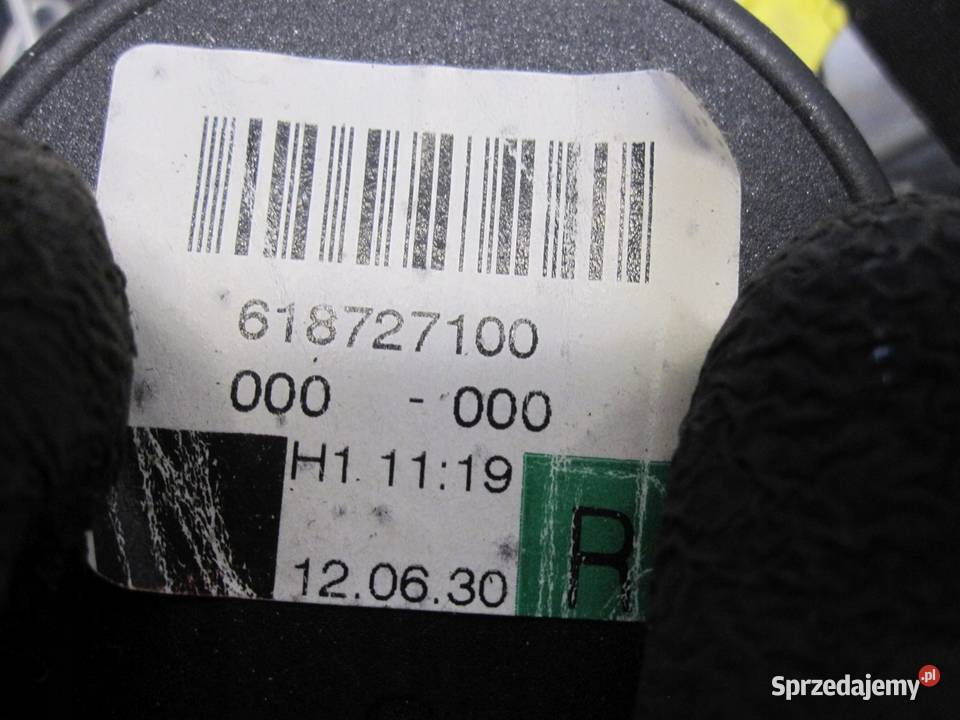 618727100
000 - 000
H1 11:19
12.06.30
R
Sprzedajemy.pl